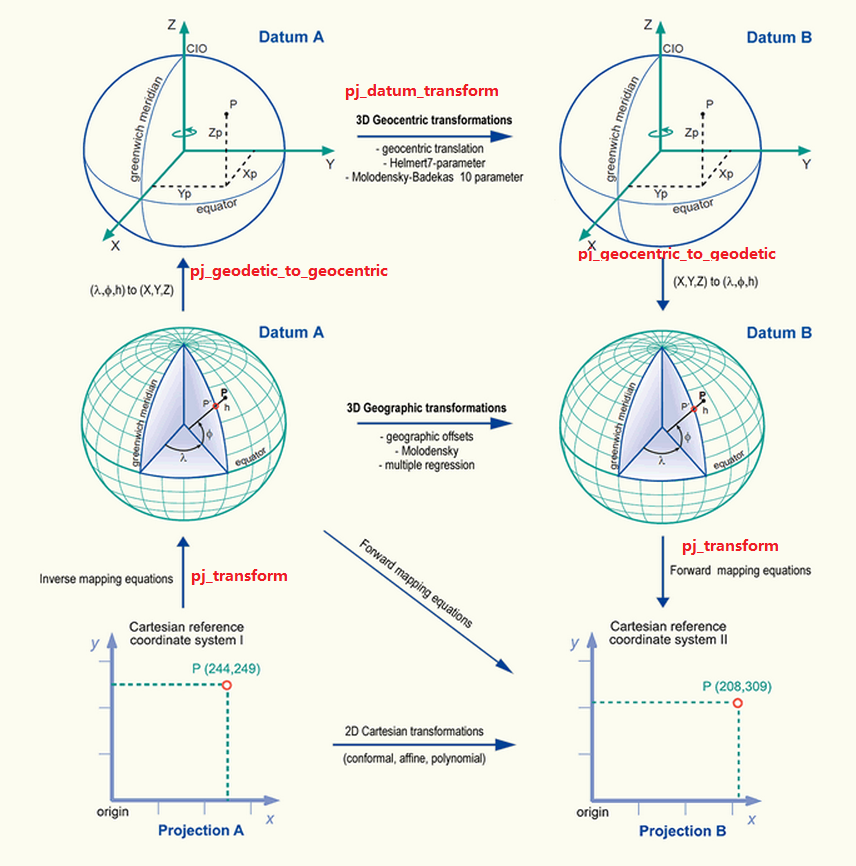 Z
CIO
Datum A
greenwich meridian
P
Zp
Xp
Yp
Y
equator
X
pj_datum_transform
3D Geocentric transformations
- geocentric translation
- Helmert7-parameter
- Molodensky-Badekas 10 parameter
Z
CIO
Datum B
greenwich meridian
P
Zp
Xp
Yp
Y
equator
X
pj_geodetic_to_geocentric
(λ,ϕ,h) to (X,Y,Z)
pj_geocentric_to_geodetic
(X,Y,Z) to (λ,ϕ,h)
Datum A
greenwich meridian
P
P'
h
ϕ
λ
equator
3D Geographic transformations
- geographic offsets
- Molodensky
- multiple regression
Datum B
greenwich meridian
P
P'
h
ϕ
λ
equator
Inverse mapping equations
pj_transform
Forward mapping equations
pj_transform
Forward mapping equations
Cartesian reference
coordinate system I
y
P (244,249)
origin
x
Projection A
2D Cartesian transformations
(conformal, affine, polynomial)
Cartesian reference
coordinate system II
y
P (208,309)
origin
x
Projection B